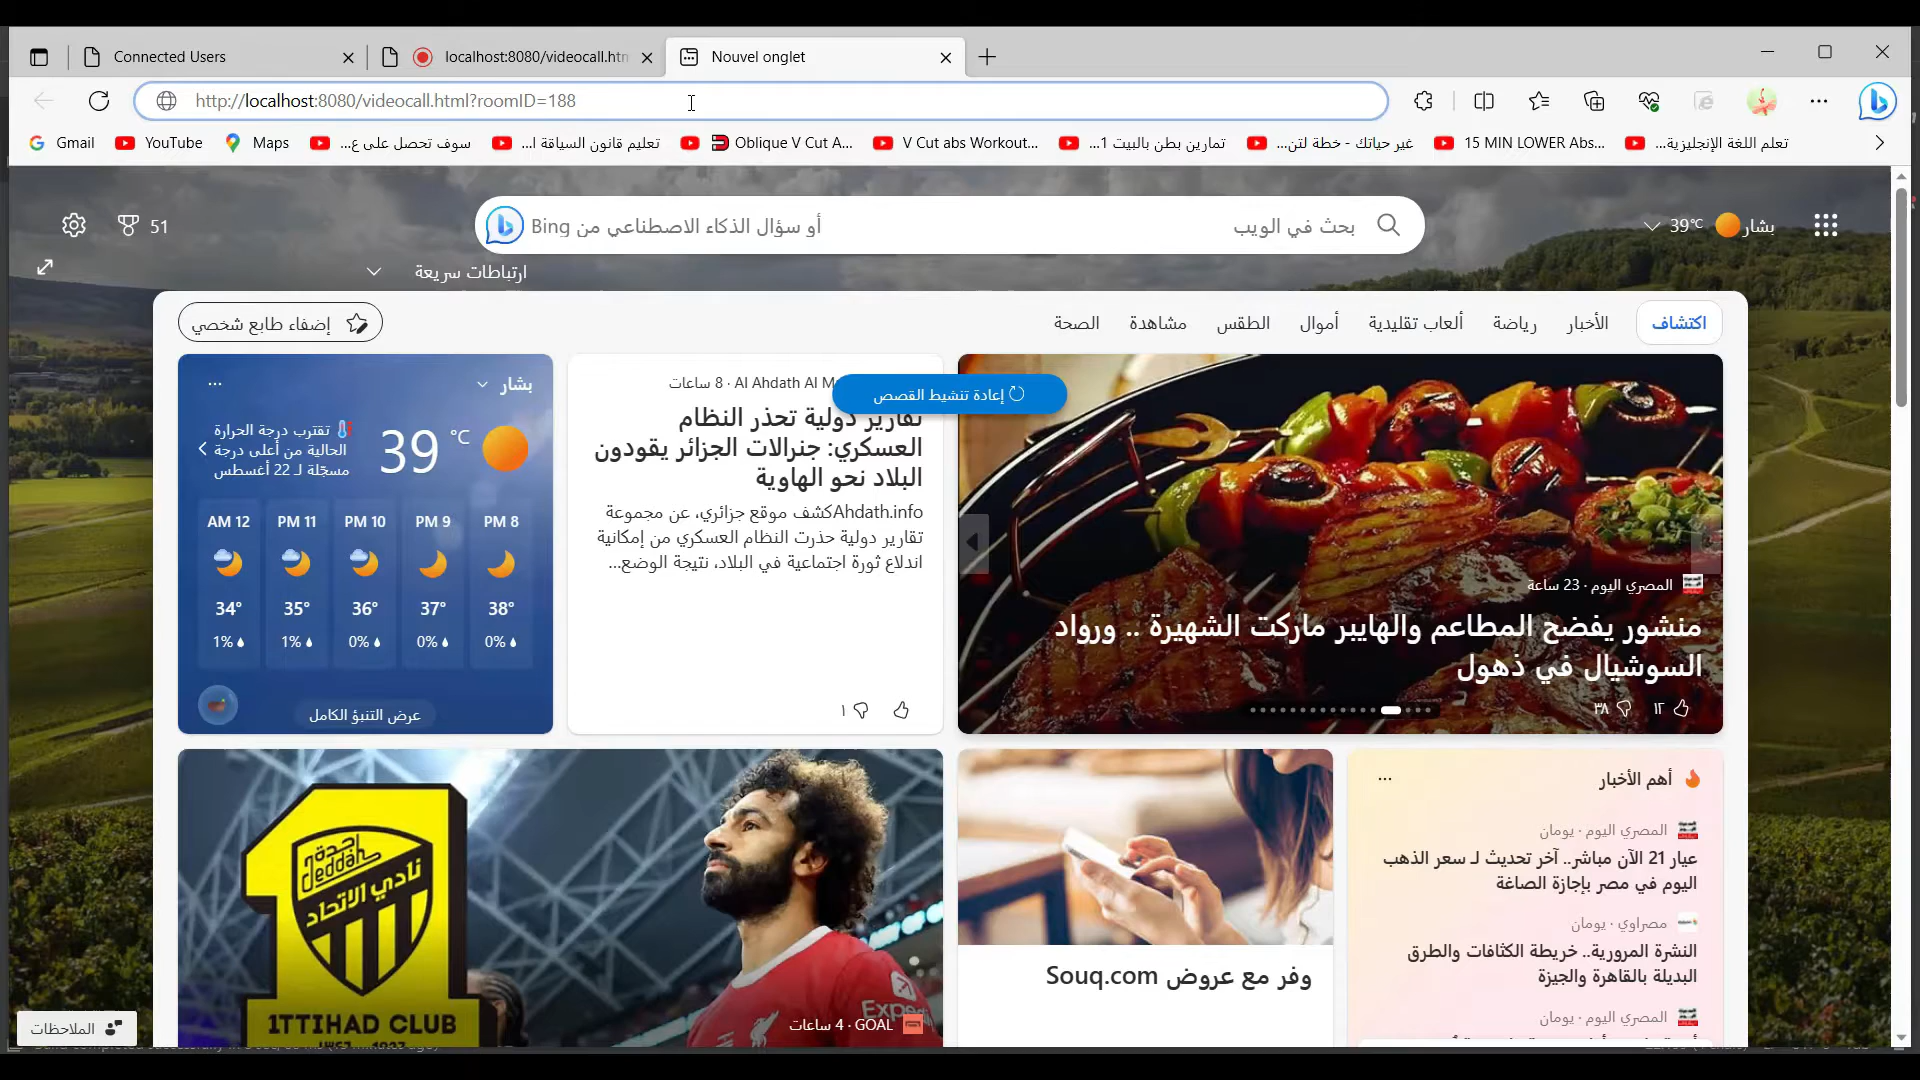 Connected Users
localhost:8080/videocall.htm
Nouvel onglet
http://localhost:8080/videocall.html?roomID=188
Gmail
YouTube
Maps
سوف تحصل على ع...
تعليم قانون السياقة ا...
Oblique V Cut A...
V Cut abs Workout...
تمارين بطن بالبيت 1...
غير حياتك - خطة لتن...
15 MIN LOWER Abs...
تعلم اللغة الإنجليزية...
51
بحث في الويب
أو سؤال الذكاء الاصطناعي من Bing
بشار
39°C
ارتباطات سريعة
اكتشاف
الأخبار
رياضة
ألعاب تقليدية
أموال
الطقس
مشاهدة
الصحة
إضفاء طابع شخصي
إعادة تنشيط القصص
المصري اليوم · 23 ساعة
منشور يفضح المطاعم والهايبر ماركت الشهيرة .. ورواد
السوشيال في ذهول
١٢
٣٨
Al Ahdath Al M · 8 ساعات
تقارير دولية تحذر النظام
العسكري: جنرالات الجزائر يقودون
البلاد نحو الهاوية
Ahdath.infoكشف موقع جزائري، عن مجموعة
تقارير دولية حذرت النظام العسكري من إمكانية
اندلاع ثورة اجتماعية في البلاد، نتيجة الوضع...
١
بشار
39 °C
تقترب درجة الحرارة
الحالية من أعلى درجة
مسجّلة لـ 22 أغسطس
AM 12 PM 11 PM 10 PM 9 PM 8
34° 35° 36° 37° 38°
1% 1% 0% 0% 0%
عرض التنبؤ الكامل
أهم الأخبار
المصري اليوم · يومان
عيار 21 الآن مباشر.. آخر تحديث لـ سعر الذهب
اليوم في مصر بإجازة الصاغة
مصراوي · يومان
النشرة المرورية.. خريطة الكثافات والطرق
البديلة بالقاهرة والجيزة
المصري اليوم · يومان
وفر مع عروض Souq.com
جدة
Jeddah
نادي الاتحاد
1TTIHAD CLUB
Expe
GOAL · 4 ساعات
الملاحظات